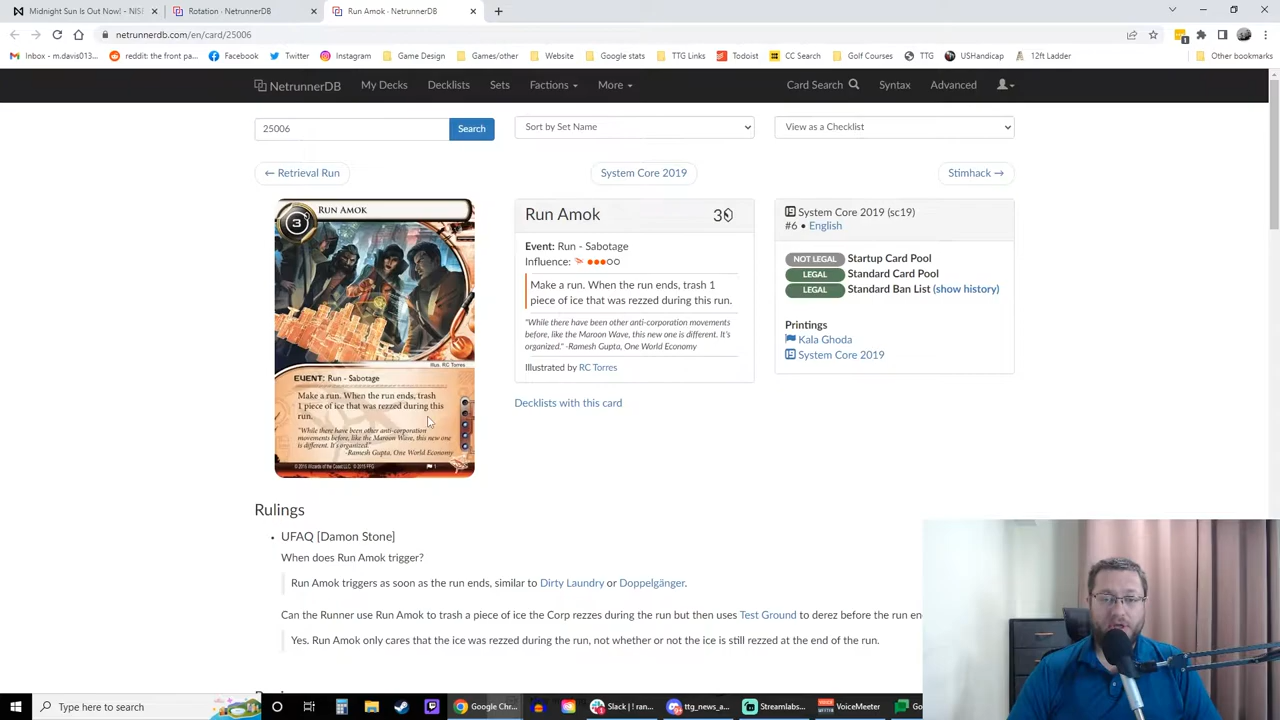 Midnight Sun Is Out Now! - NISE
Rotation - NetrunnerDB
Run Amok - NetrunnerDB
netrunnerdb.com/en/card/25006
Inbox - m.davis013...
reddit: the front pa...
Facebook
Twitter
Instagram
Game Design
Games/other
Website
Google stats
TTG Links
Todoist
CC Search
Golf Courses
TTG
USHandicap
12ft Ladder
Other bookmarks
NetrunnerDB
My Decks
Decklists
Sets
Factions
More
Card Search
Syntax
Advanced
25006
Search
Sort by Set Name
View as a Checklist
← Retrieval Run
System Core 2019
Stimhack →
3
RUN AMOK
Illus. RC Torres
EVENT: Run - Sabotage
Make a run. When the run ends, trash
1 piece of ice that was rezzed during this
run.
"While there have been other anti-corporation
movements before, like the Maroon Wave, this new one
is different. It's organized."
-Ramesh Gupta, One World Economy
Run Amok
3
Event: Run - Sabotage
Influence:
Make a run. When the run ends, trash 1
piece of ice that was rezzed during this run.
"While there have been other anti-corporation movements
before, like the Maroon Wave, this new one is different. It's
organized." -Ramesh Gupta, One World Economy
Illustrated by RC Torres
Decklists with this card
System Core 2019 (sc19)
#6 • English
NOT LEGAL Startup Card Pool
LEGAL Standard Card Pool
LEGAL Standard Ban List (show history)
Printings
Kala Ghoda
System Core 2019
Rulings
UFAQ [Damon Stone]
When does Run Amok trigger?
Run Amok triggers as soon as the run ends, similar to Dirty Laundry or Doppelgänger.
Can the Runner use Run Amok to trash a piece of ice the Corp rezzes during the run but then uses Test Ground to derez before the run en
Yes. Run Amok only cares that the ice was rezzed during the run, not whether or not the ice is still rezzed at the end of the run.
Type here to search
Google Chr...
Slack | ! ran...
ttg_news_a...
Streamlabs...
VoiceMeeter
Go